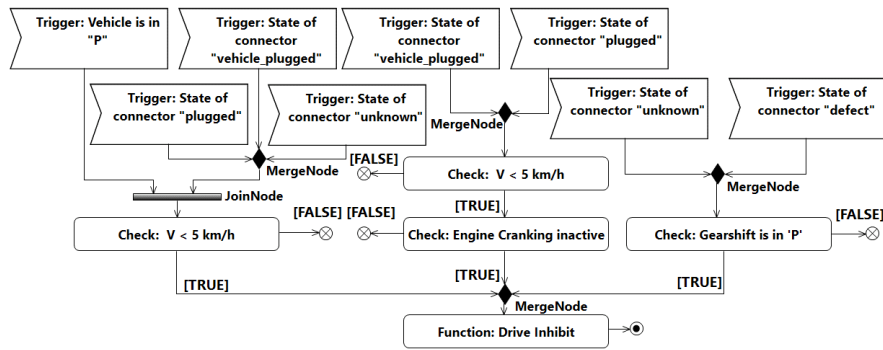 Trigger: Vehicle is in
"P"
Trigger: State of
connector
"vehicle_plugged"
Trigger: State of
connector
"vehicle_plugged"
Trigger: State of
connector "plugged"
Trigger: State of
connector "plugged"
Trigger: State of
connector "unknown"
Trigger: State of
connector "unknown"
Trigger: State of
connector "defect"
MergeNode
MergeNode
MergeNode
[FALSE]
Check: V < 5 km/h
JoinNode
[TRUE]
[FALSE]
[FALSE]
[FALSE]
Check: V < 5 km/h
Check: Engine Cranking inactive
Check: Gearshift is in 'P'
[TRUE]
[TRUE]
[TRUE]
MergeNode
Function: Drive Inhibit